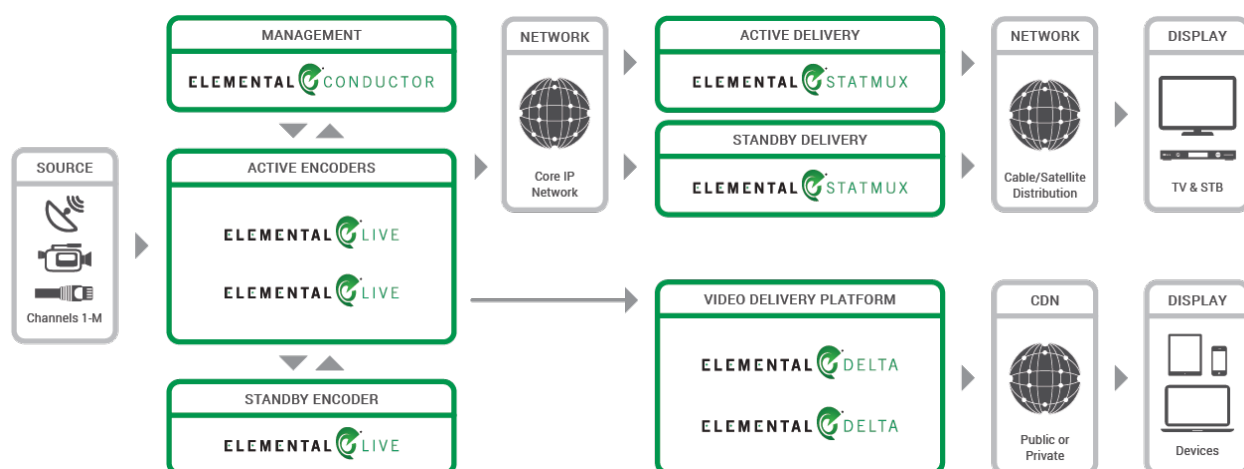 MANAGEMENT
ELEMENTAL CONDUCTOR
NETWORK
Core IP
Network
ACTIVE DELIVERY
ELEMENTAL STATMUX
STANDBY DELIVERY
ELEMENTAL STATMUX
NETWORK
Cable/Satellite
Distribution
DISPLAY
TV & STB
SOURCE
Channels 1-M
ACTIVE ENCODERS
ELEMENTAL LIVE
ELEMENTAL LIVE
STANDBY ENCODER
ELEMENTAL LIVE
VIDEO DELIVERY PLATFORM
ELEMENTAL DELTA
ELEMENTAL DELTA
CDN
Public or
Private
DISPLAY
Devices